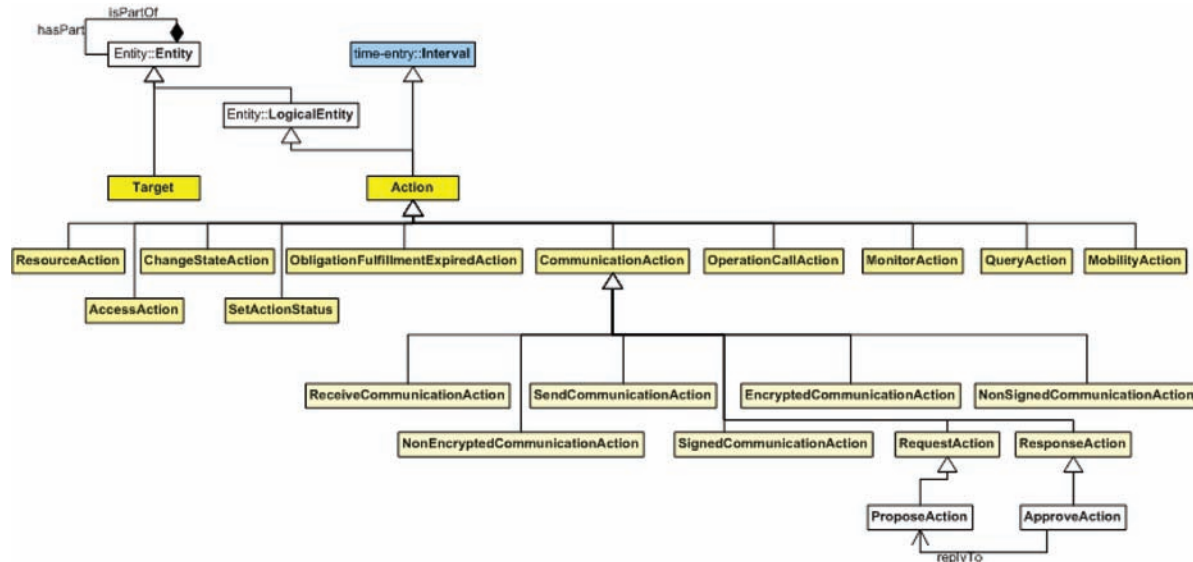 isPartOf
hasPart
Entity::Entity
time-entry::Interval
Entity::LogicalEntity
Target
Action
ResourceAction
ChangeStateAction
ObligationFulfillmentExpiredAction
CommunicationAction
OperationCallAction
MonitorAction
QueryAction
MobilityAction
AccessAction
SetActionStatus
ReceiveCommunicationAction
SendCommunicationAction
EncryptedCommunicationAction
NonSignedCommunicationAction
NonEncryptedCommunicationAction
SignedCommunicationAction
RequestAction
ResponseAction
ProposeAction
ApproveAction
replyTo